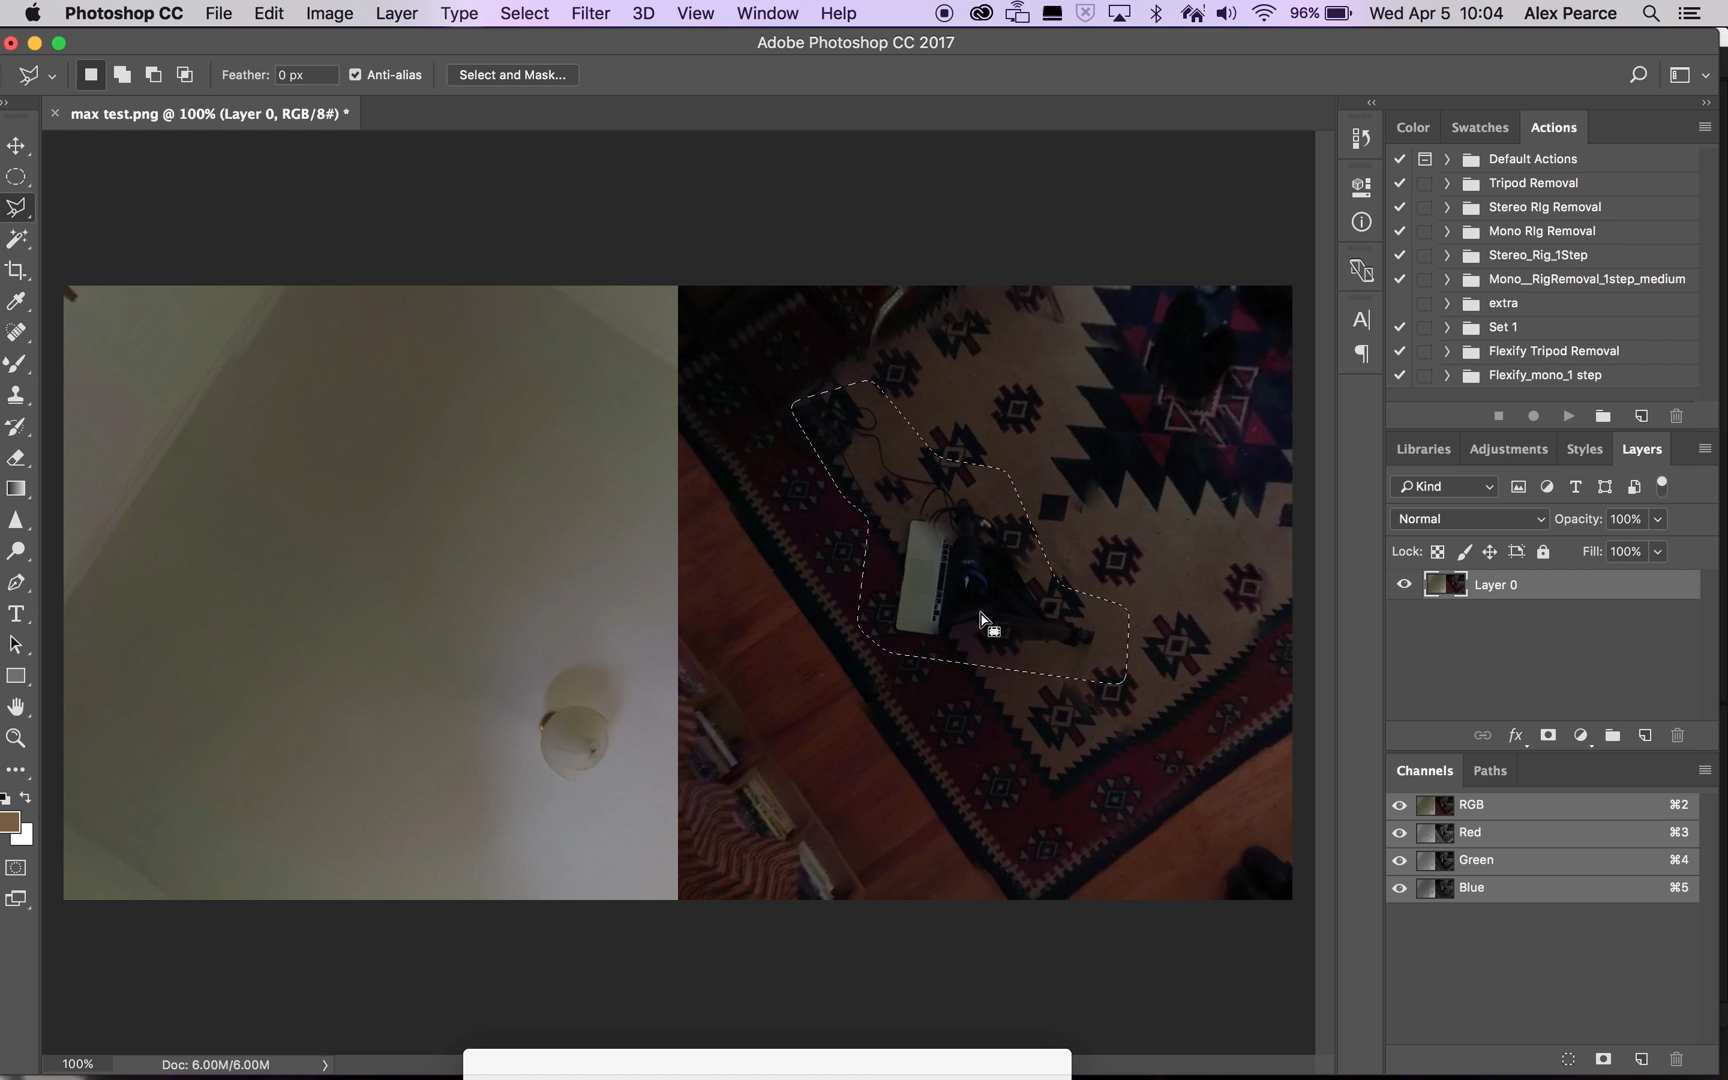 Photoshop CC File Edit Image Layer Type Select Filter 3D View Window Help 96% Wed Apr 5 10:04 Alex Pearce
Adobe Photoshop CC 2017
Feather: 0 px Anti-alias Select and Mask...
max test.png @ 100% (Layer 0, RGB/8#) *
Color Swatches Actions
Default Actions
Tripod Removal
Stereo RIg Removal
Mono RIg Removal
Stereo_Rig_1Step
Mono__RigRemoval_1step_medium
extra
Set 1
Flexify Tripod Removal
Flexify_mono_1 step
Libraries Adjustments Styles Layers
Kind
Normal Opacity: 100%
Lock: Fill: 100%
Layer 0
fx
Channels Paths
RGB ⌘2
Red ⌘3
Green ⌘4
Blue ⌘5
100% Doc: 6.00M/6.00M